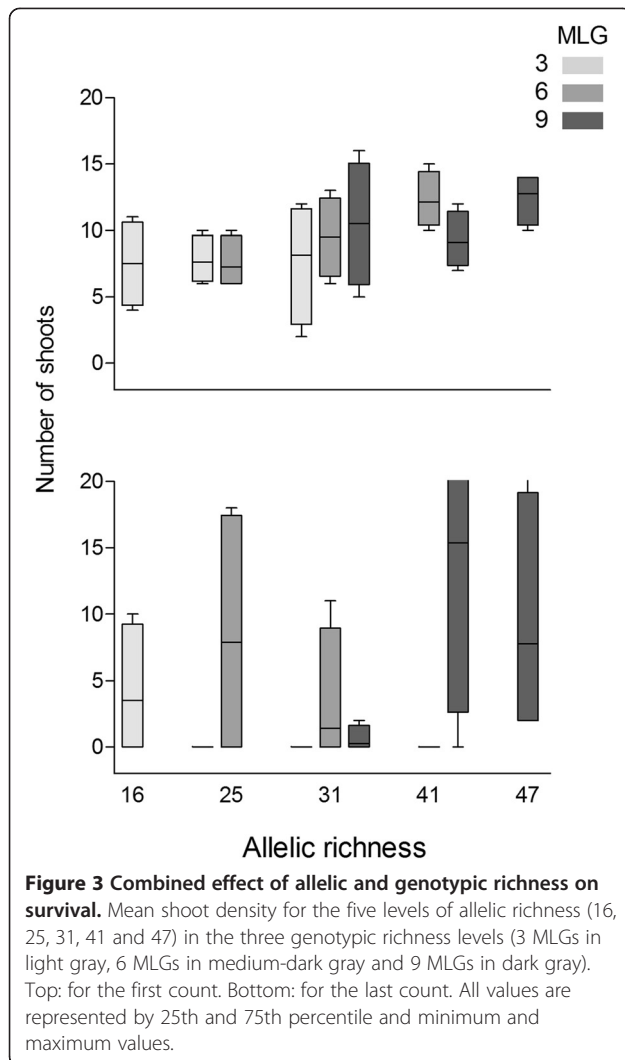 MLG
3
6
9
20
15
10
5
0
Number of shoots
20
15
10
5
0
16 25 31 41 47
Allelic richness
Figure 3 Combined effect of allelic and genotypic richness on
survival. Mean shoot density for the five levels of allelic richness (16,
25, 31, 41 and 47) in the three genotypic richness levels (3 MLGs in
light gray, 6 MLGs in medium-dark gray and 9 MLGs in dark gray).
Top: for the first count. Bottom: for the last count. All values are
represented by 25th and 75th percentile and minimum and
maximum values.